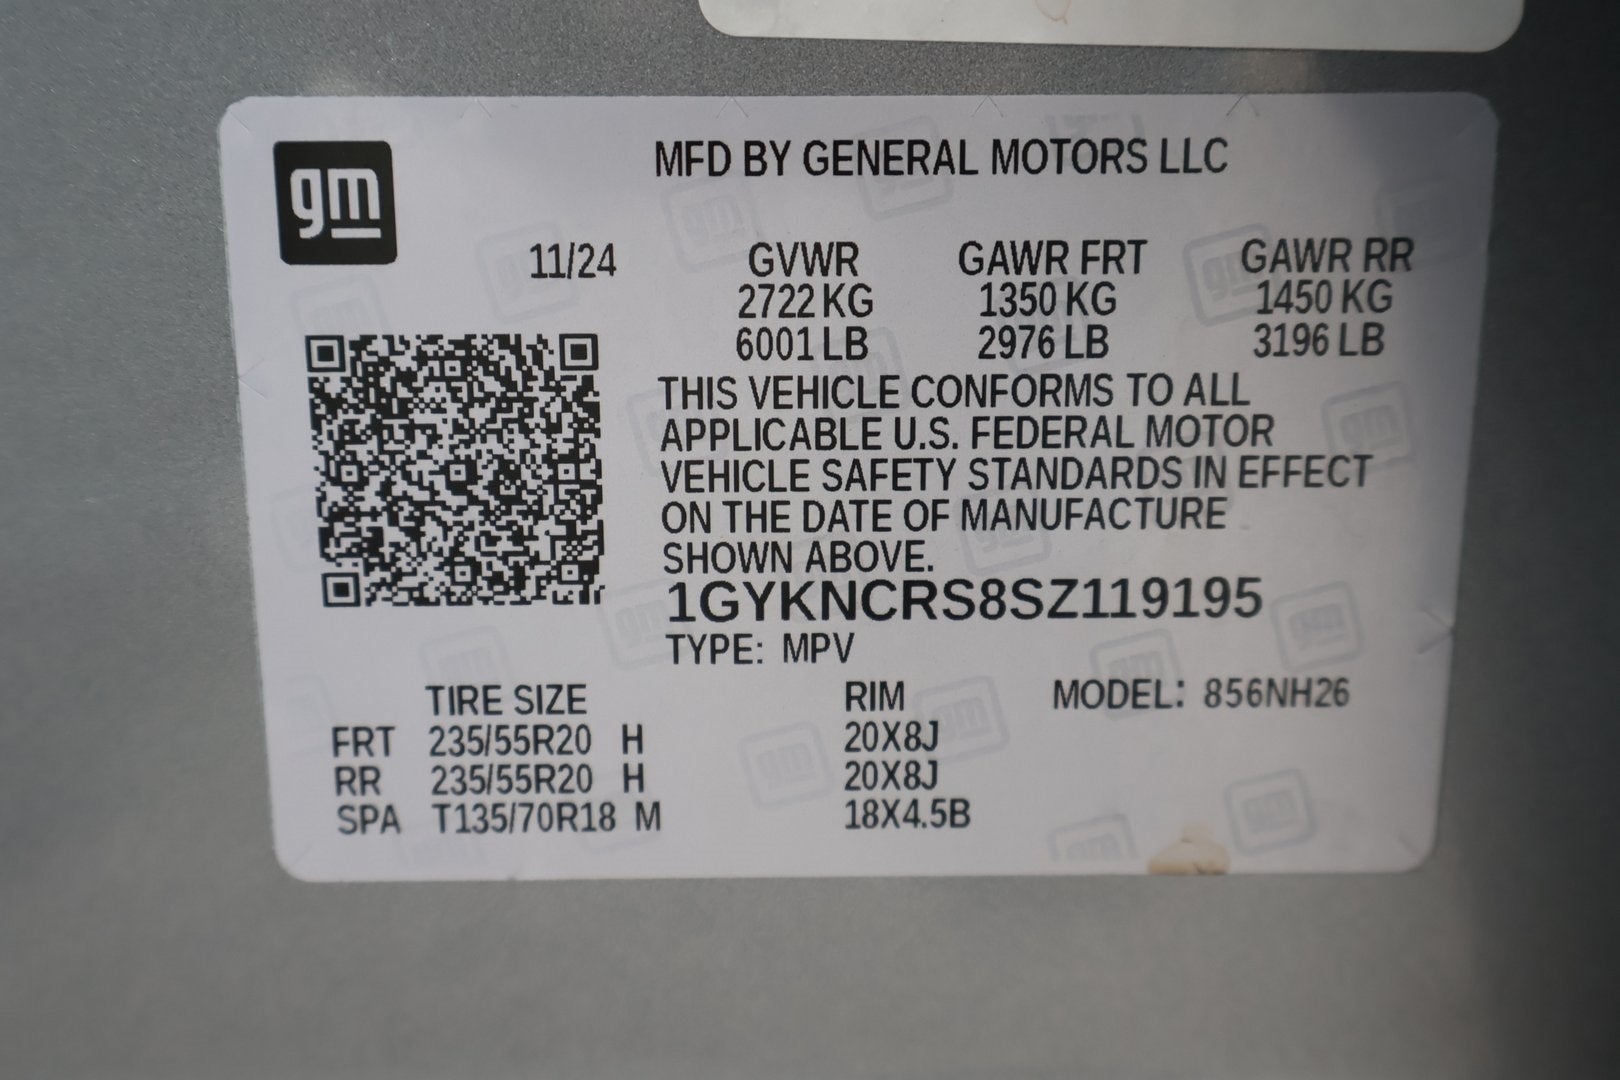 gm
MFD BY GENERAL MOTORS LLC
11/24 GVWR GAWR FRT GAWR RR
2722 KG 1350 KG 1450 KG
6001 LB 2976 LB 3196 LB
THIS VEHICLE CONFORMS TO ALL
APPLICABLE U.S. FEDERAL MOTOR
VEHICLE SAFETY STANDARDS IN EFFECT
ON THE DATE OF MANUFACTURE
SHOWN ABOVE.
1GYKNCRS8SZ119195
TYPE: MPV
TIRE SIZE RIM MODEL: 856NH26
FRT 235/55R20 H 20X8J
RR 235/55R20 H 20X8J
SPA T135/70R18 M 18X4.5B